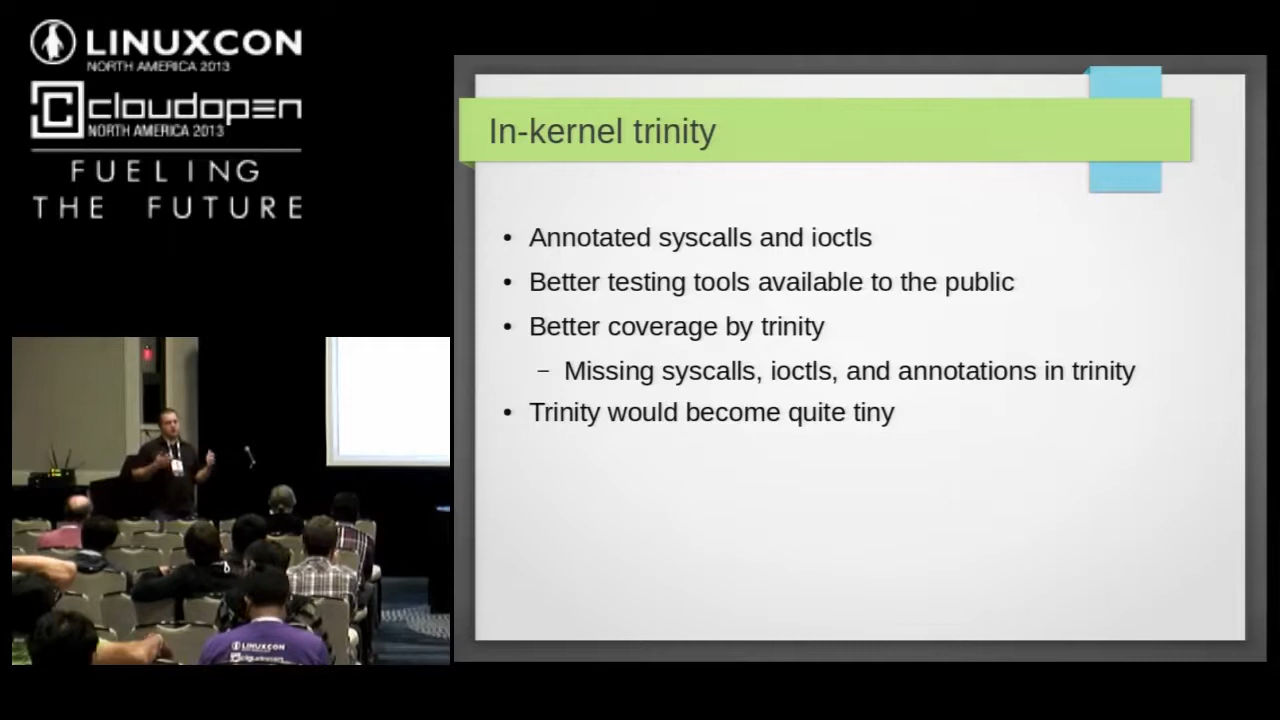 LINUXCON
NORTH AMERICA 2013
cloudopen
NORTH AMERICA 2013
FUELING
THE FUTURE
In-kernel trinity
• Annotated syscalls and ioctls
• Better testing tools available to the public
• Better coverage by trinity
– Missing syscalls, ioctls, and annotations in trinity
• Trinity would become quite tiny
LINUXCON
cloudopen